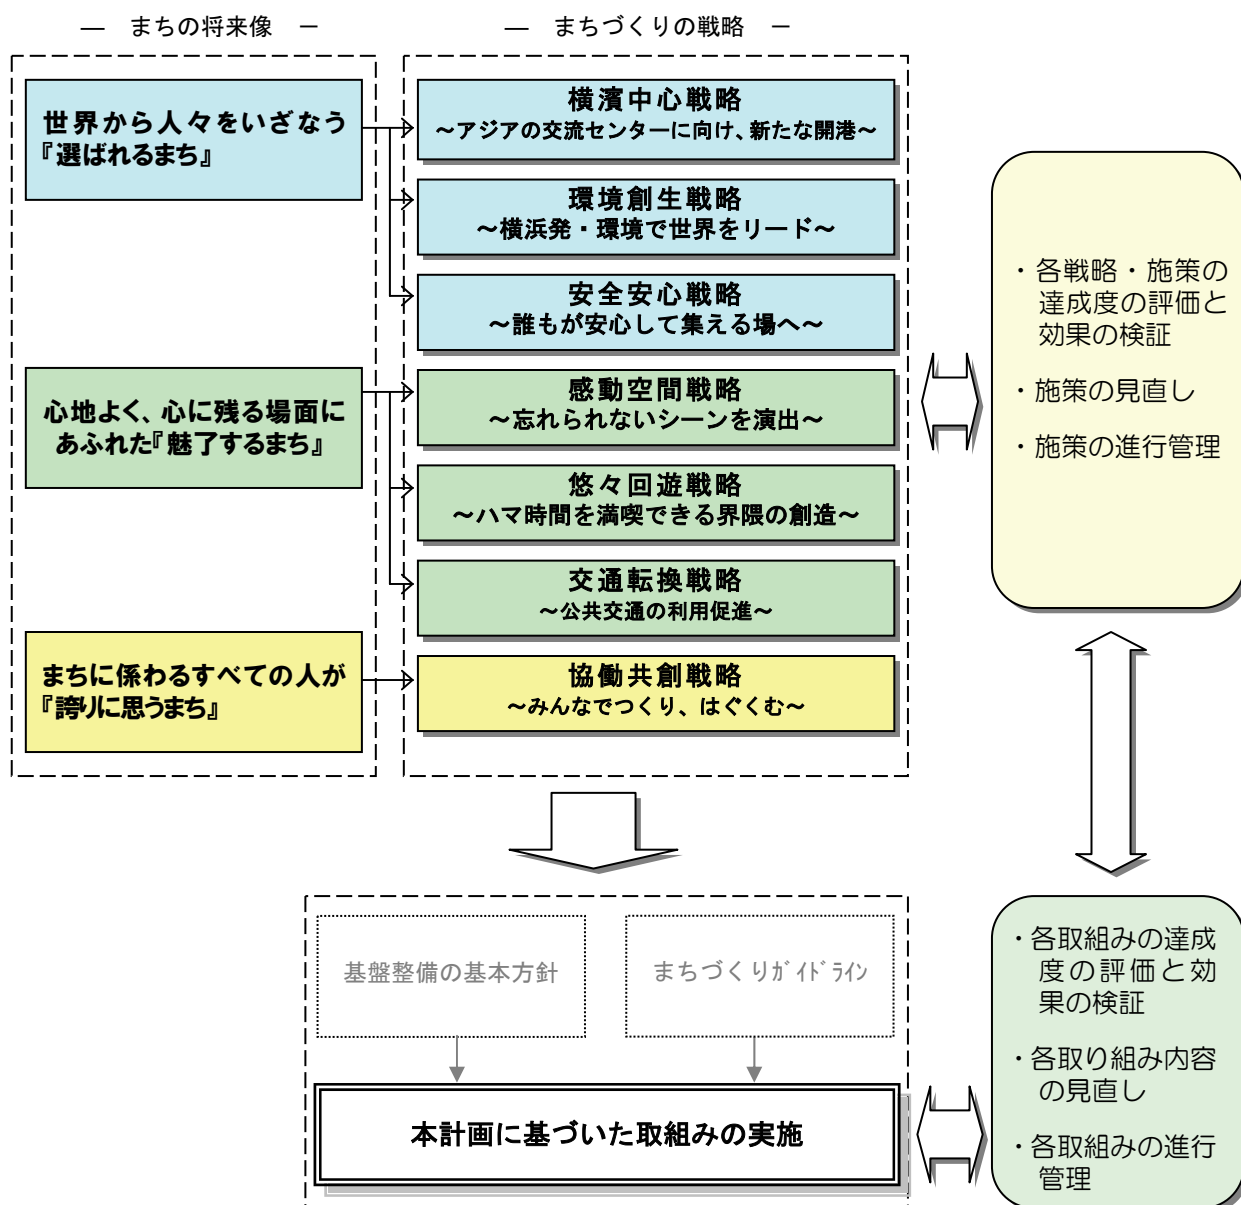 ― まちの将来像 －
― まちづくりの戦略 －
世界から人々をいざなう
『選ばれるまち』
心地よく、心に残る場面に
あふれた『魅了するまち』
まちに係わるすべての人が
『誇りに思うまち』
横濱中心戦略
～アジアの交流センターに向け、新たな開港～
環境創生戦略
～横浜発・環境で世界をリード～
安全安心戦略
～誰もが安心して集える場へ～
感動空間戦略
～忘れられないシーンを演出～
悠々回遊戦略
～ハマ時間を満喫できる界隈の創造～
交通転換戦略
～公共交通の利用促進～
協働共創戦略
～みんなでつくり、はぐくむ～
・各戦略・施策の
達成度の評価と
効果の検証
・施策の見直し
・施策の進行管理
基盤整備の基本方針
まちづくりｶﾞｲﾄﾞﾗｲﾝ
本計画に基づいた取組みの実施
・各取組みの達成
度の評価と効
果の検証
・各取り組み内容
の見直し
・各取組みの進行
管理